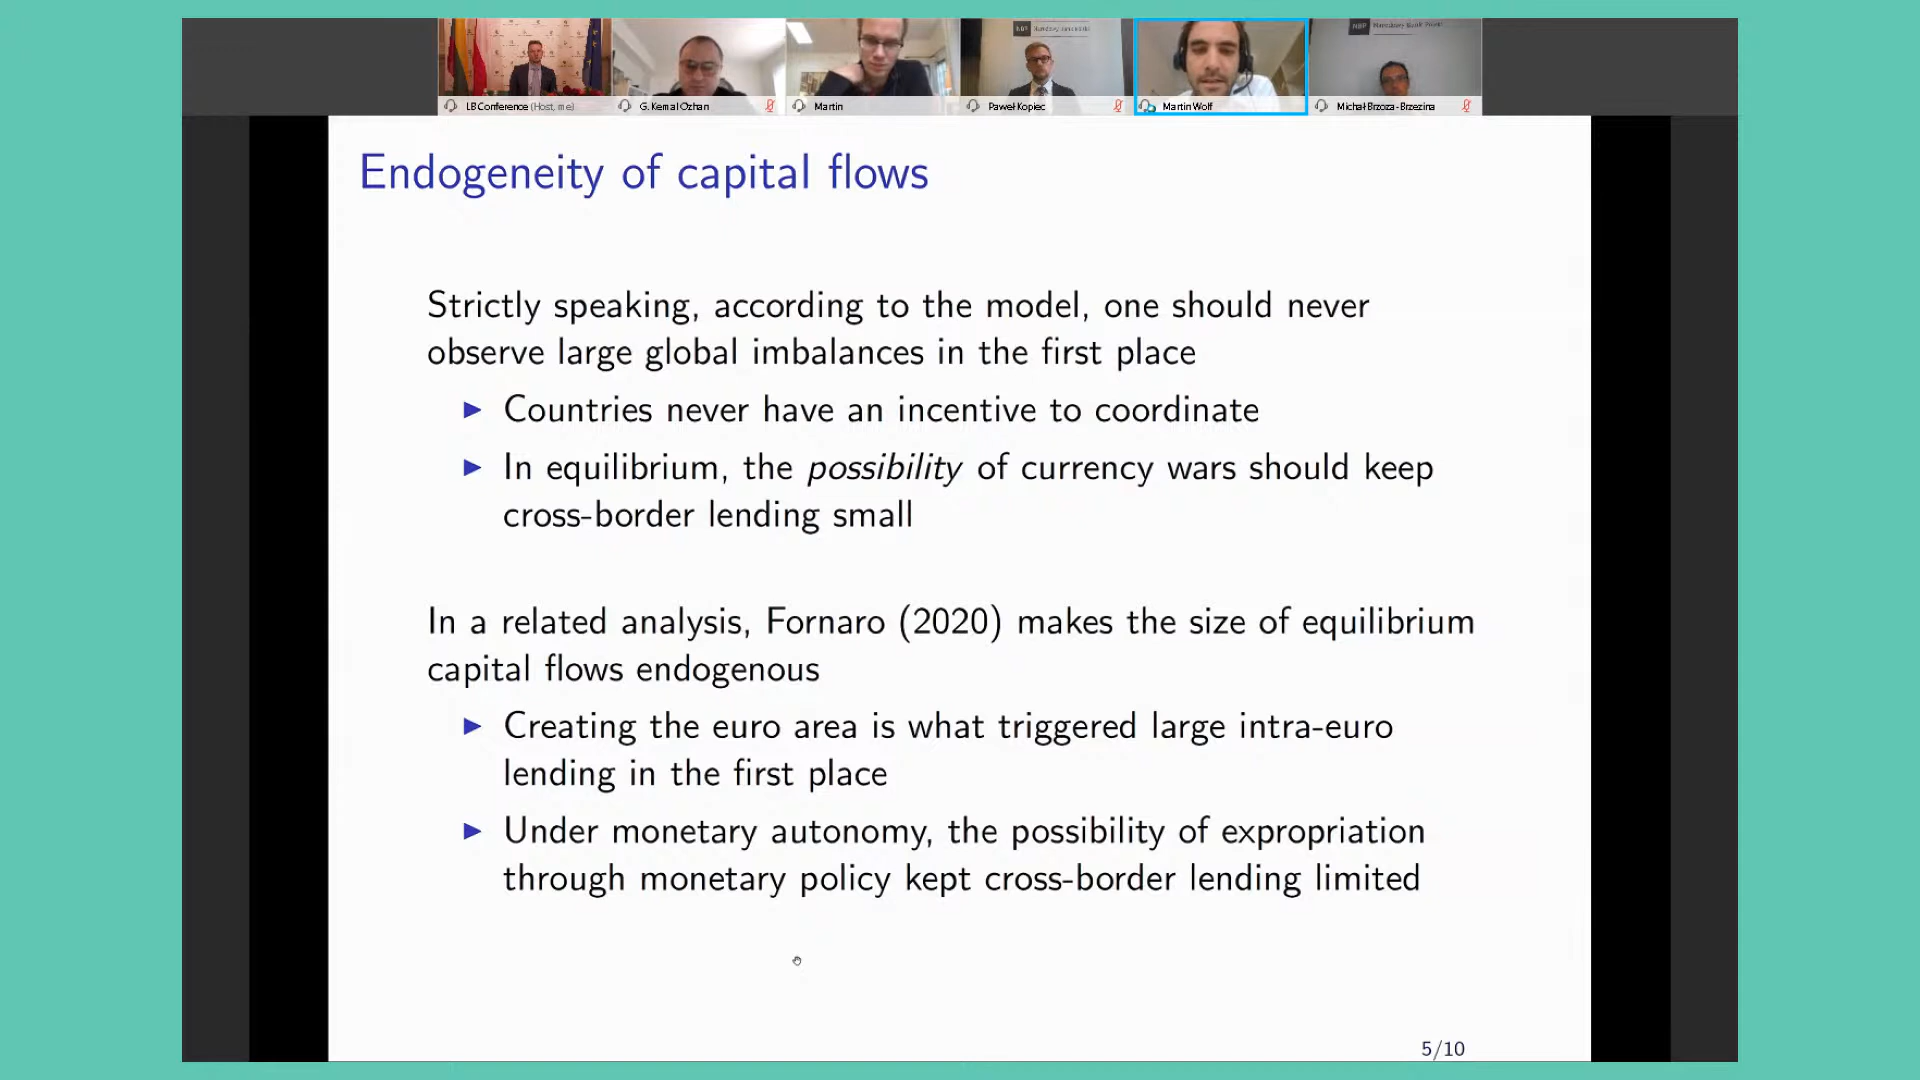 NBP
Narodowy Bank Polski
LB Conference (Host, me)
G. Kemal Ozhan
Martin
Paweł Kopiec
Martin Wolf
Michał Brzoza-Brzezina
Endogeneity of capital flows
Strictly speaking, according to the model, one should never
observe large global imbalances in the first place
▶ Countries never have an incentive to coordinate
▶ In equilibrium, the possibility of currency wars should keep
cross-border lending small
In a related analysis, Fornaro (2020) makes the size of equilibrium
capital flows endogenous
▶ Creating the euro area is what triggered large intra-euro
lending in the first place
▶ Under monetary autonomy, the possibility of expropriation
through monetary policy kept cross-border lending limited
5/10